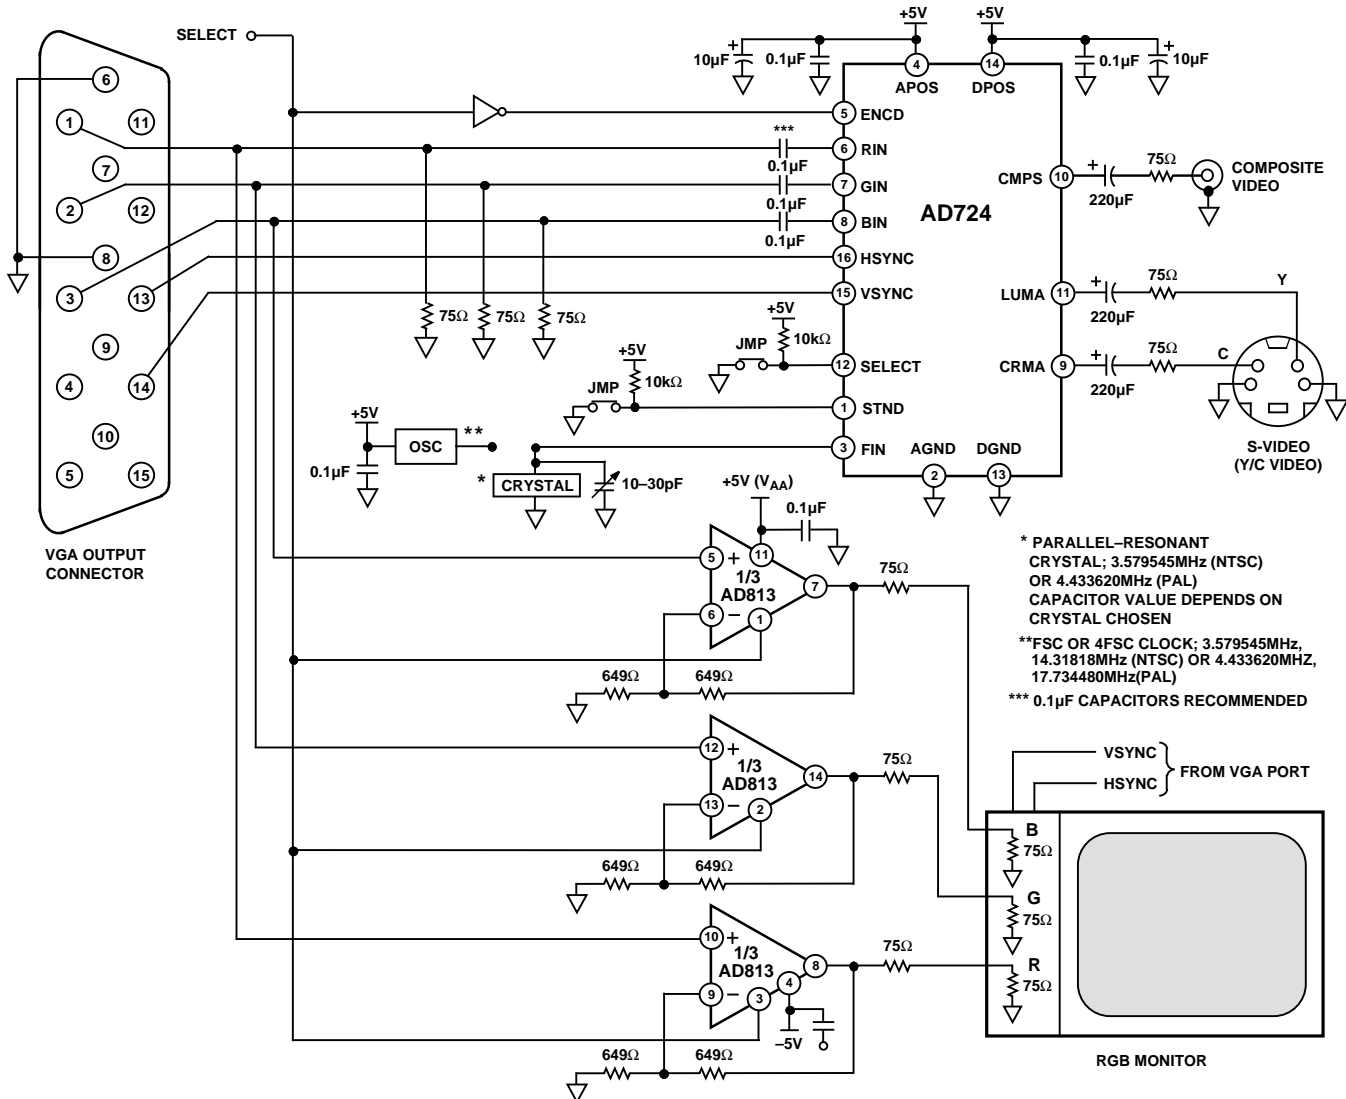 SELECT
+5V
+5V
10µF
+
0.1µF
0.1µF
+
10µF
4
APOS
14
DPOS
6
1
11
7
2
12
8
3
13
9
4
14
10
5
15
VGA OUTPUT
CONNECTOR
5
ENCD
***
0.1µF
6
RIN
0.1µF
7
GIN
0.1µF
8
BIN
16
HSYNC
15
VSYNC
AD724
CMPS
10
+
220µF
75Ω
COMPOSITE
VIDEO
LUMA
11
+
220µF
75Ω
Y
CRMA
9
+
220µF
75Ω
C
S-VIDEO
(Y/C VIDEO)
75Ω
75Ω
75Ω
+5V
10kΩ
JMP
12
SELECT
+5V
10kΩ
JMP
1
STND
+5V
0.1µF
OSC
**
3
FIN
*
CRYSTAL
10–30pF
AGND
2
DGND
13
+5V (VAA)
0.1µF
5
+
11
1/3
AD813
7
6
–
1
75Ω
649Ω
649Ω
12
+
1/3
AD813
14
13
–
2
75Ω
649Ω
649Ω
10
+
1/3
AD813
8
9
–
3
4
–5V
75Ω
649Ω
649Ω
* PARALLEL–RESONANT
CRYSTAL; 3.579545MHz (NTSC)
OR 4.433620MHz (PAL)
CAPACITOR VALUE DEPENDS ON
CRYSTAL CHOSEN
**FSC OR 4FSC CLOCK; 3.579545MHz,
14.31818MHz (NTSC) OR 4.433620MHZ,
17.734480MHz(PAL)
*** 0.1µF CAPACITORS RECOMMENDED
VSYNC
HSYNC
FROM VGA PORT
B
75Ω
G
75Ω
R
75Ω
RGB MONITOR